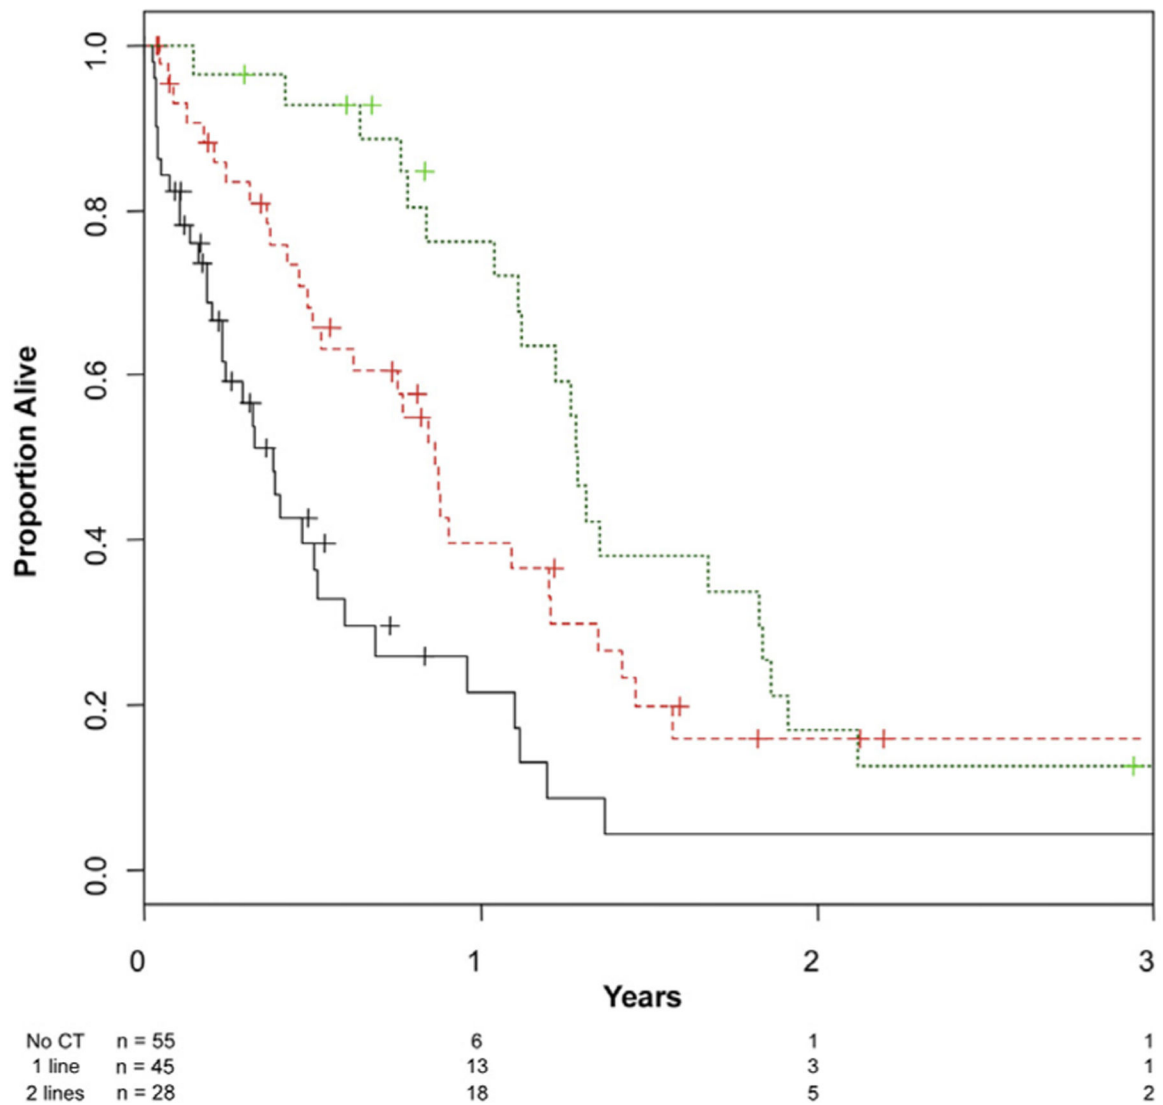 1.0
0.8
0.6
0.4
0.2
0.0
Proportion Alive
0 1 2 3
Years
No CT n = 55 6 1 1
1 line n = 45 13 3 1
2 lines n = 28 18 5 2